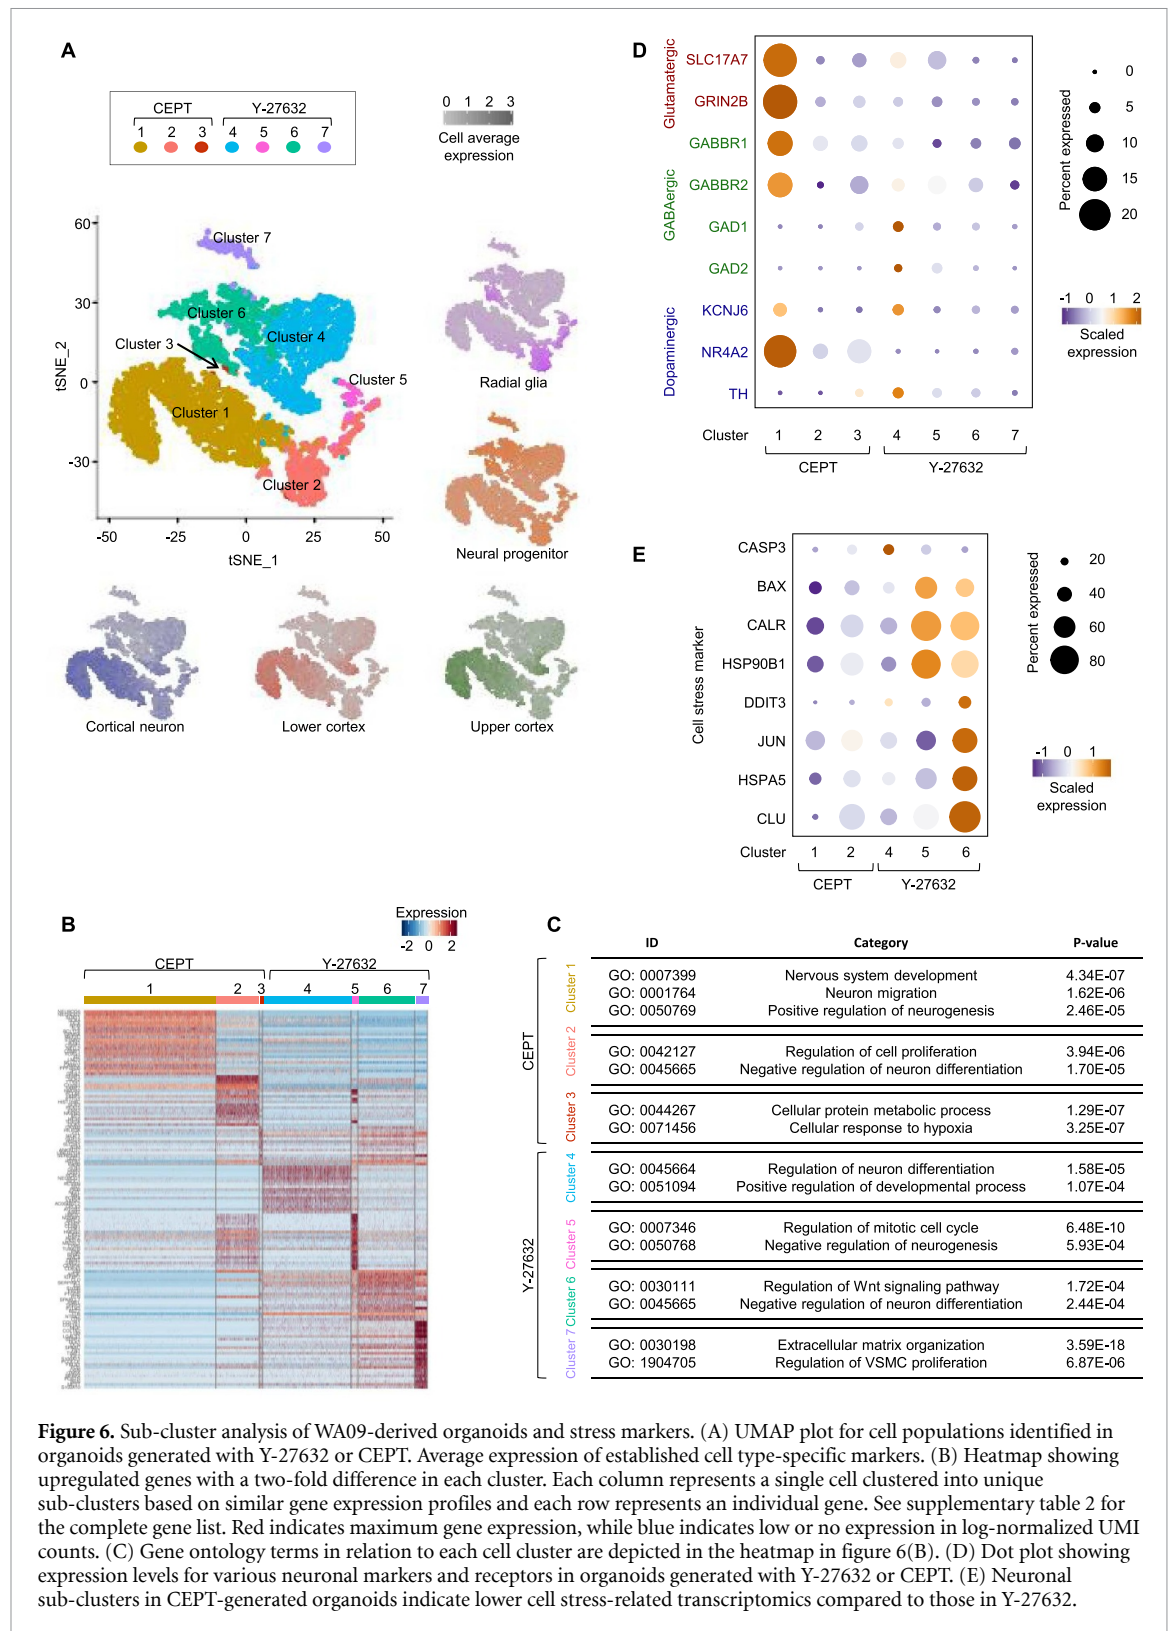 A
CEPT Y-27632
1 2 3 4 5 6 7
0 1 2 3
Cell average
expression
60
30
0
-30
tSNE_2
-50 -25 0 25 50
tSNE_1
Cluster 7
Cluster 6
Cluster 4
Cluster 3
Cluster 5
Cluster 1
Cluster 2
Radial glia
Neural progenitor
Cortical neuron
Lower cortex
Upper cortex
D
Glutamatergic
GABAergic
Dopaminergic
SLC17A7
GRIN2B
GABBR1
GABBR2
GAD1
GAD2
KCNJ6
NR4A2
TH
Cluster 1 2 3 4 5 6 7
CEPT Y-27632
Percent expressed
0
5
10
15
20
-1 0 1 2
Scaled
expression
E
Cell stress marker
CASP3
BAX
CALR
HSP90B1
DDIT3
JUN
HSPA5
CLU
Cluster 1 2 4 5 6
CEPT Y-27632
Percent expressed
20
40
60
80
-1 0 1
Scaled
expression
B
Expression
-2 0 2
CEPT Y-27632
1 2 3 4 5 6 7
C
ID Category P-value
CEPT
Cluster 1
GO: 0007399 Nervous system development 4.34E-07
GO: 0001764 Neuron migration 1.62E-06
GO: 0050769 Positive regulation of neurogenesis 2.46E-05
Cluster 2
GO: 0042127 Regulation of cell proliferation 3.94E-06
GO: 0045665 Negative regulation of neuron differentiation 1.70E-05
Cluster 3
GO: 0044267 Cellular protein metabolic process 1.29E-07
GO: 0071456 Cellular response to hypoxia 3.25E-07
Y-27632
Cluster 4
GO: 0045664 Regulation of neuron differentiation 1.58E-05
GO: 0051094 Positive regulation of developmental process 1.07E-04
Cluster 5
GO: 0007346 Regulation of mitotic cell cycle 6.48E-10
GO: 0050768 Negative regulation of neurogenesis 5.93E-04
Cluster 6
GO: 0030111 Regulation of Wnt signaling pathway 1.72E-04
GO: 0045665 Negative regulation of neuron differentiation 2.44E-04
Cluster 7
GO: 0030198 Extracellular matrix organization 3.59E-18
GO: 1904705 Regulation of VSMC proliferation 6.87E-06
Figure 6. Sub-cluster analysis of WA09-derived organoids and stress markers. (A) UMAP plot for cell populations identified in
organoids generated with Y-27632 or CEPT. Average expression of established cell type-specific markers. (B) Heatmap showing
upregulated genes with a two-fold difference in each cluster. Each column represents a single cell clustered into unique
sub-clusters based on similar gene expression profiles and each row represents an individual gene. See supplementary table 2 for
the complete gene list. Red indicates maximum gene expression, while blue indicates low or no expression in log-normalized UMI
counts. (C) Gene ontology terms in relation to each cell cluster are depicted in the heatmap in figure 6(B). (D) Dot plot showing
expression levels for various neuronal markers and receptors in organoids generated with Y-27632 or CEPT. (E) Neuronal
sub-clusters in CEPT-generated organoids indicate lower cell stress-related transcriptomics compared to those in Y-27632.